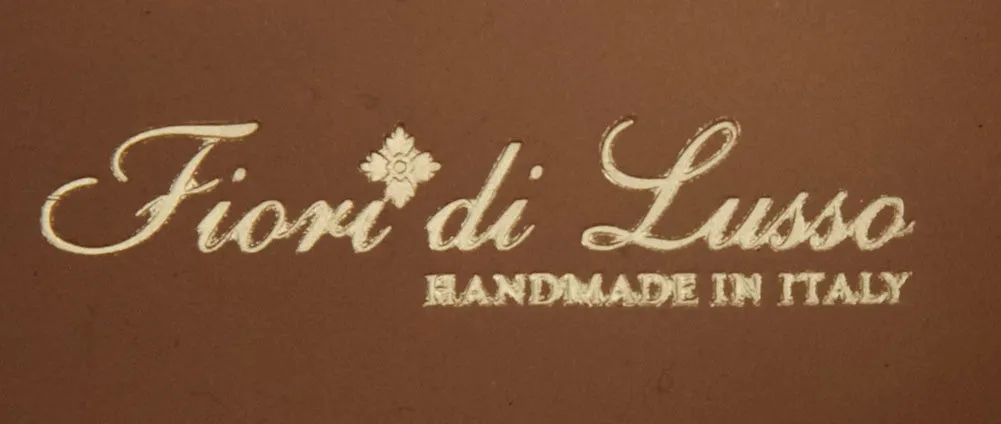 Fiori di Lusso
HANDMADE IN ITALY